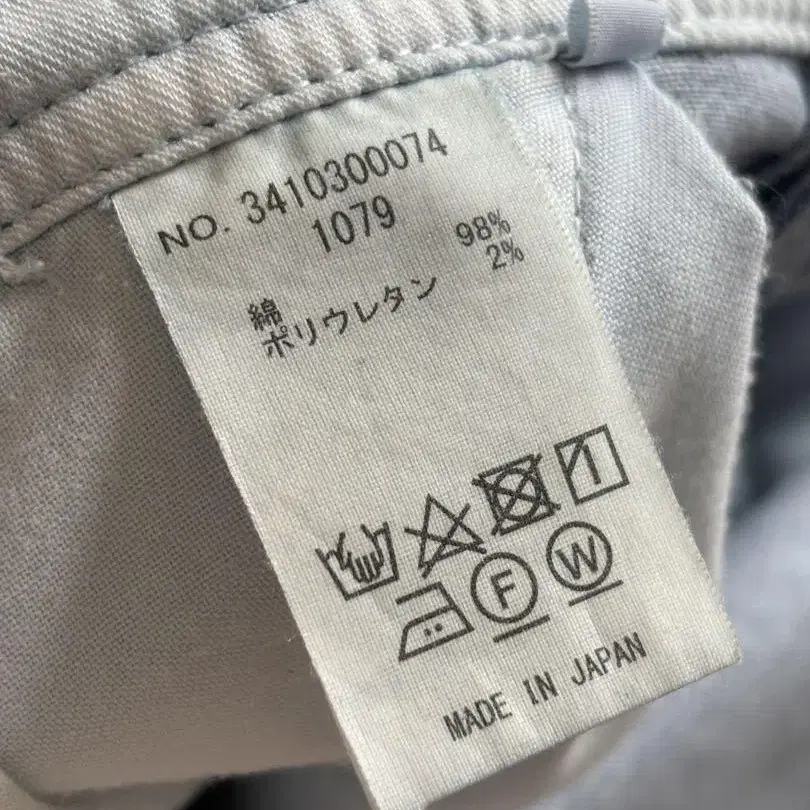 NO. 3410300074
1079
綿 98%
ポリウレタン 2%
F W
MADE IN JAPAN